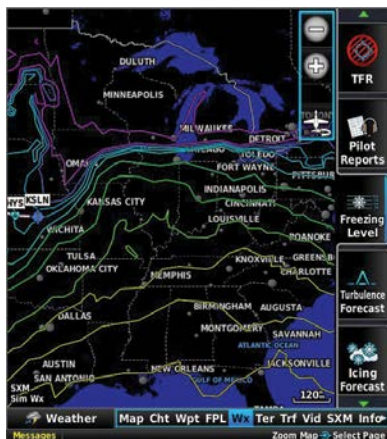 DULUTH
TFR
MINNEAPOLIS
MILWAUKEE
DETROIT
Pilot
Reports
CHICAGO
TOLEDO
OMAHA
FORT WAYNE
PITTSBUR
HYS KSLN
INDIANAPOLIS
KANSAS CITY
CINCINNATI
Freezing
Level
WICHITA
LOUISVILLE
ROANOKE
TULSA
KNOXVILLE
GREENSB
OKLAHOMA CITY
MEMPHIS
CHARLOTTE
Turbulence
Forecast
BIRMINGHAM
AUGUSTA
DALLAS
MONTGOMERY
SAVANNAH
ATLANTIC OCEAN
AUSTIN
NEW ORLEANS
JACKSONVILLE
SAN ANTONIO
GULF OF MEXICO
Icing
Forecast
SXM
Sim Wx
120
Weather
Map Cht Wpt FPL Wx Ter Trf Vid SXM Info
Messages
Zoom Map Select Page